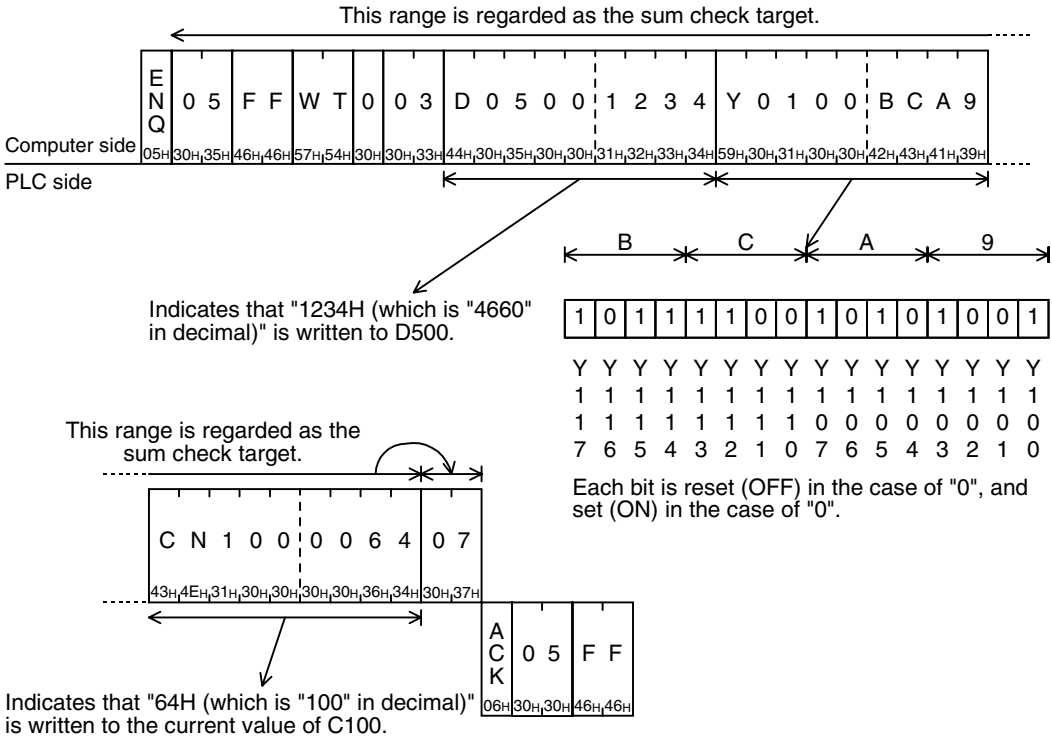 This range is regarded as the sum check target.
ENQ 0 5 F F W T 0 0 3 D 0 5 0 0 1 2 3 4 Y 0 1 0 0 B C A 9
Computer side
05H 30H 35H 46H 46H 57H 54H 30H 30H 33H 44H 30H 35H 30H 30H 31H 32H 33H 34H 59H 30H 31H 30H 30H 42H 43H 41H 39H
PLC side
B C A 9
Indicates that "1234H (which is "4660"
in decimal)" is written to D500.
1 0 1 1 1 1 0 0 1 0 1 0 1 0 0 1
Y Y Y Y Y Y Y Y Y Y Y Y Y Y Y Y
1 1 1 1 1 1 1 1 1 1 1 1 1 1 1 1
1 1 1 1 1 1 1 1 0 0 0 0 0 0 0 0
7 6 5 4 3 2 1 0 7 6 5 4 3 2 1 0
Each bit is reset (OFF) in the case of "0", and
set (ON) in the case of "0".
This range is regarded as the
sum check target.
C N 1 0 0 0 0 6 4 0 7
43H 4EH 31H 30H 30H 30H 30H 36H 34H 30H 37H
ACK 0 5 F F
06H 30H 30H 46H 46H
Indicates that "64H (which is "100" in decimal)"
is written to the current value of C100.